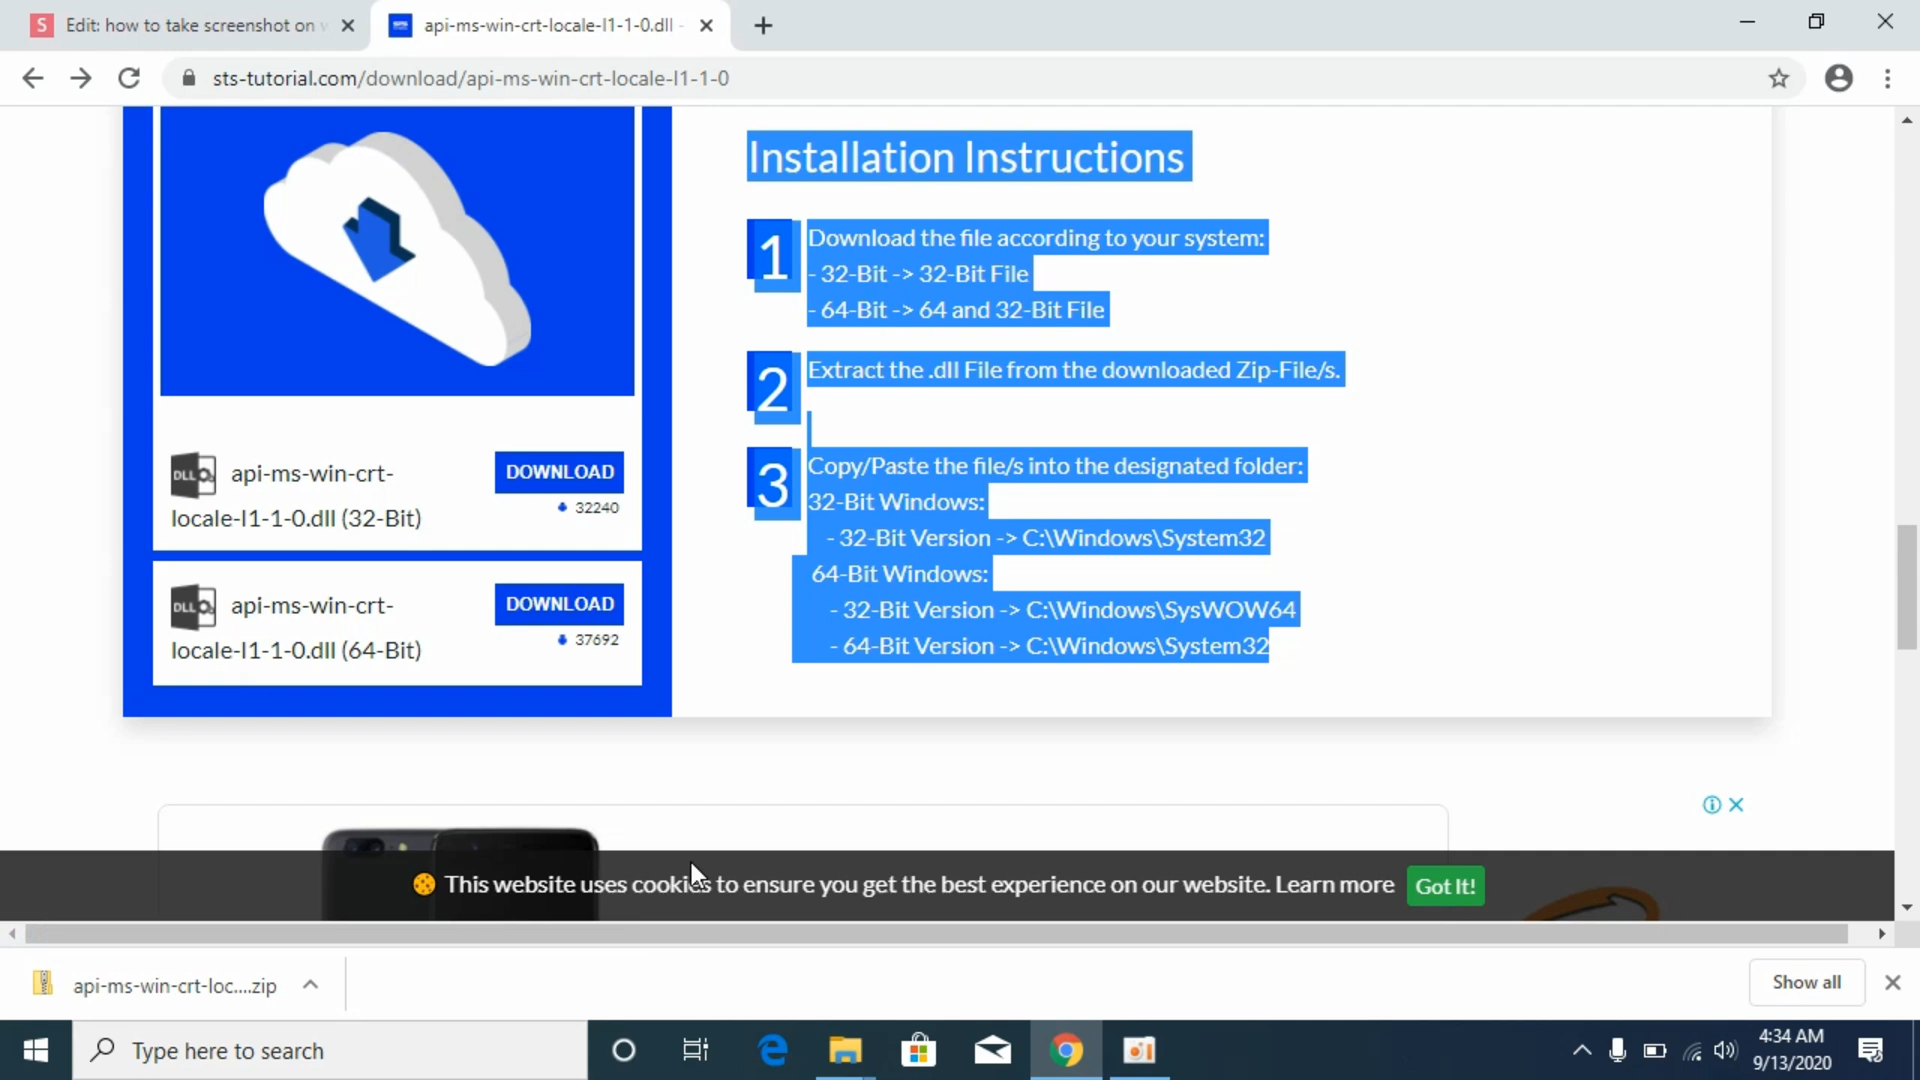 Edit: how to take screenshot on
api-ms-win-crt-locale-l1-1-0.dll -
sts-tutorial.com/download/api-ms-win-crt-locale-l1-1-0
DLL
api-ms-win-crt-
locale-l1-1-0.dll (32-Bit)
DOWNLOAD
32240
DLL
api-ms-win-crt-
locale-l1-1-0.dll (64-Bit)
DOWNLOAD
37692
Installation Instructions
1
Download the file according to your system:
- 32-Bit -> 32-Bit File
- 64-Bit -> 64 and 32-Bit File
2
Extract the .dll File from the downloaded Zip-File/s.
3
Copy/Paste the file/s into the designated folder:
32-Bit Windows:
- 32-Bit Version -> C:\Windows\System32
64-Bit Windows:
- 32-Bit Version -> C:\Windows\SysWOW64
- 64-Bit Version -> C:\Windows\System32
This website uses cookies to ensure you get the best experience on our website. Learn more
Got It!
api-ms-win-crt-loc....zip
Show all
Type here to search
4:34 AM
9/13/2020